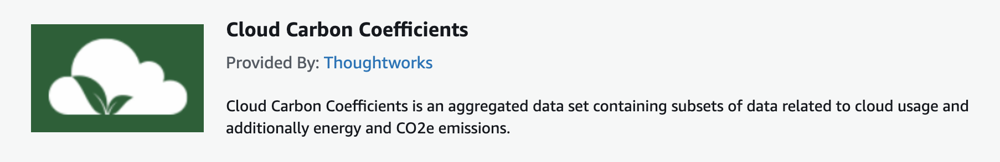 Cloud Carbon Coefficients
Provided By: Thoughtworks
Cloud Carbon Coefficients is an aggregated data set containing subsets of data related to cloud usage and
additionally energy and CO2e emissions.